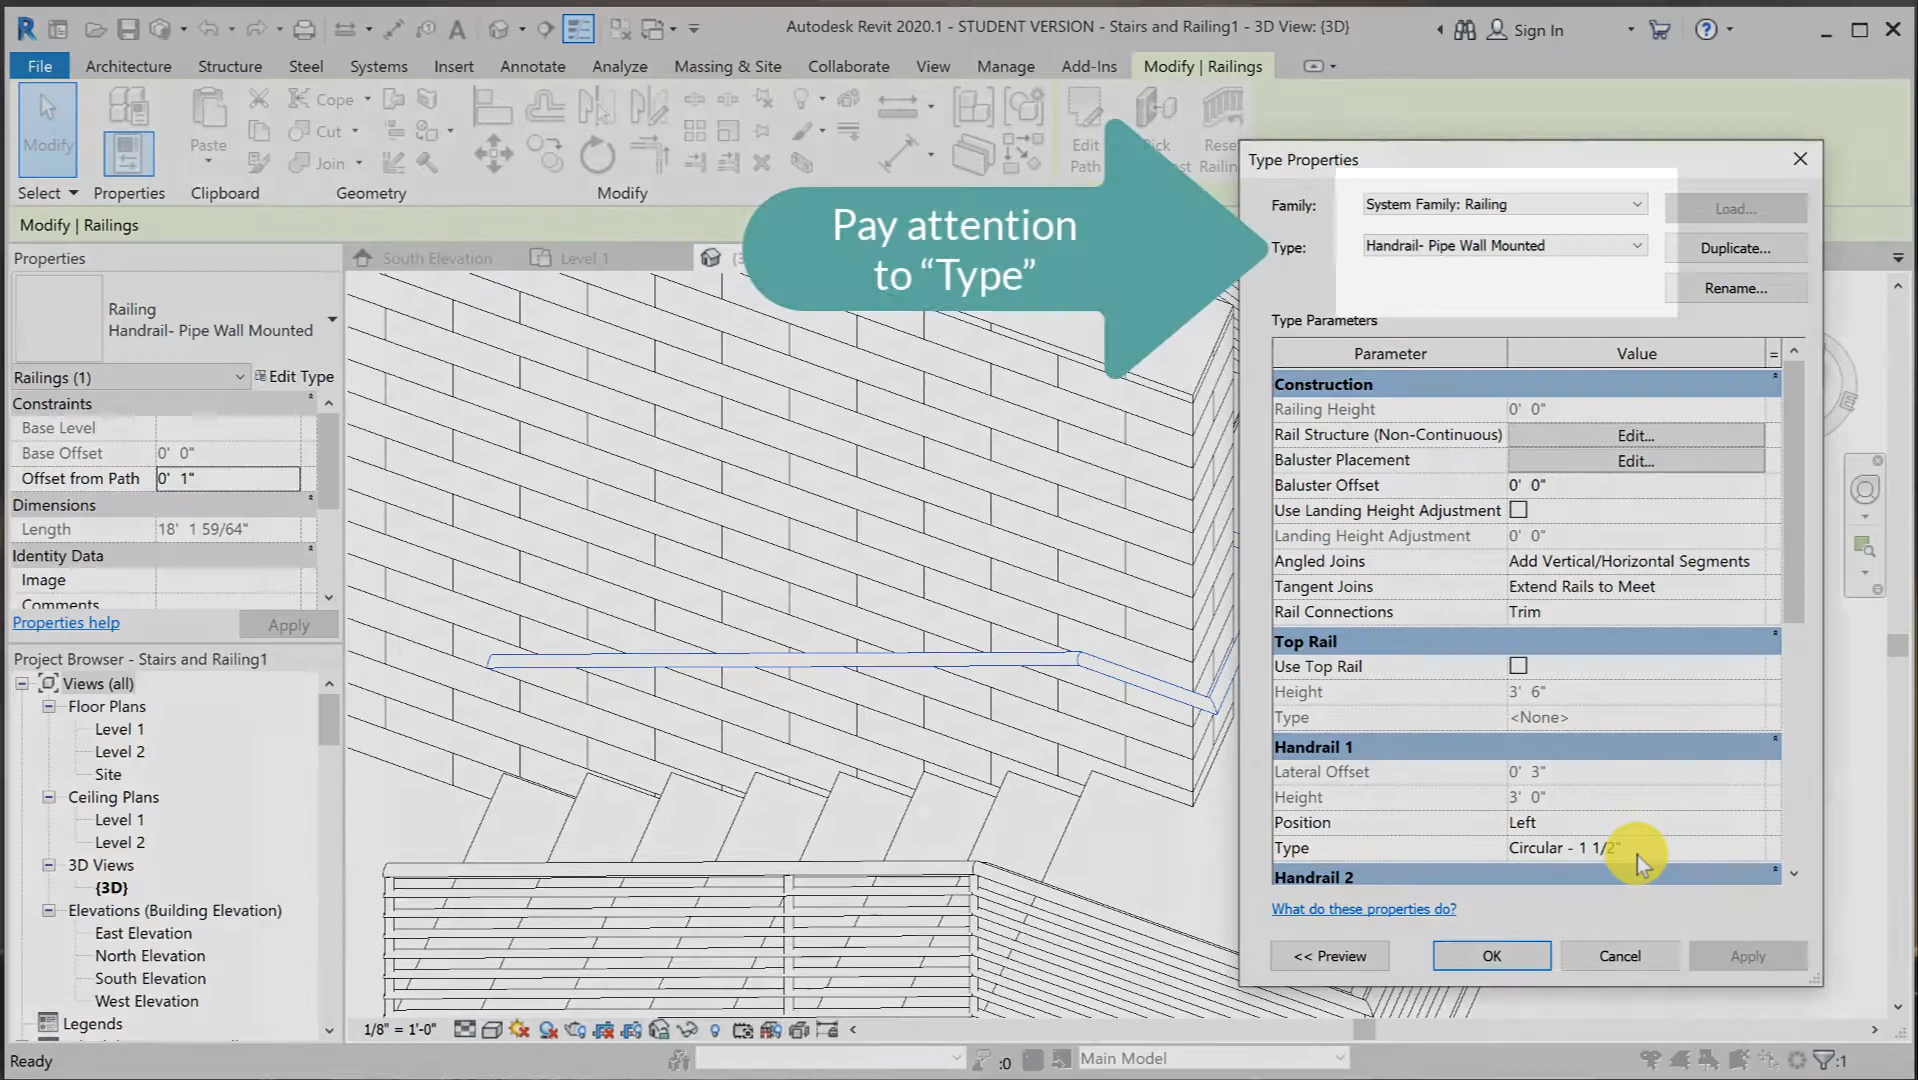 Autodesk Revit 2020.1 - STUDENT VERSION - Stairs and Railing1 - 3D View: {3D}
Sign In
File Architecture Structure Steel Systems Insert Annotate Analyze Massing & Site Collaborate View Manage Add-Ins Modify | Railings
Modify
Paste
Cope
Cut
Join
Edit
Path
Pick
Select Properties Clipboard Geometry Modify
Modify | Railings
Pay attention
to “Type”
Properties
South Elevation
Level 1
Railing
Handrail- Pipe Wall Mounted
Railings (1)
Edit Type
Constraints
Base Level
Base Offset 0' 0"
Offset from Path 0' 1"
Dimensions
Length 18' 1 59/64"
Identity Data
Image
Comments
Properties help
Apply
Project Browser - Stairs and Railing1
Views (all)
Floor Plans
Level 1
Level 2
Site
Ceiling Plans
Level 1
Level 2
3D Views
{3D}
Elevations (Building Elevation)
East Elevation
North Elevation
South Elevation
West Elevation
Legends
Type Properties
Family: System Family: Railing Load...
Type: Handrail- Pipe Wall Mounted Duplicate...
Rename...
Type Parameters
Parameter Value =
Construction
Railing Height 0' 0"
Rail Structure (Non-Continuous) Edit...
Baluster Placement Edit...
Baluster Offset 0' 0"
Use Landing Height Adjustment
Landing Height Adjustment 0' 0"
Angled Joins Add Vertical/Horizontal Segments
Tangent Joins Extend Rails to Meet
Rail Connections Trim
Top Rail
Use Top Rail
Height 3' 6"
Type <None>
Handrail 1
Lateral Offset 0' 3"
Height 3' 0"
Position Left
Type Circular - 1 1/2"
Handrail 2
What do these properties do?
<< Preview OK Cancel Apply
1/8" = 1'-0"
Ready
:0
Main Model
:1